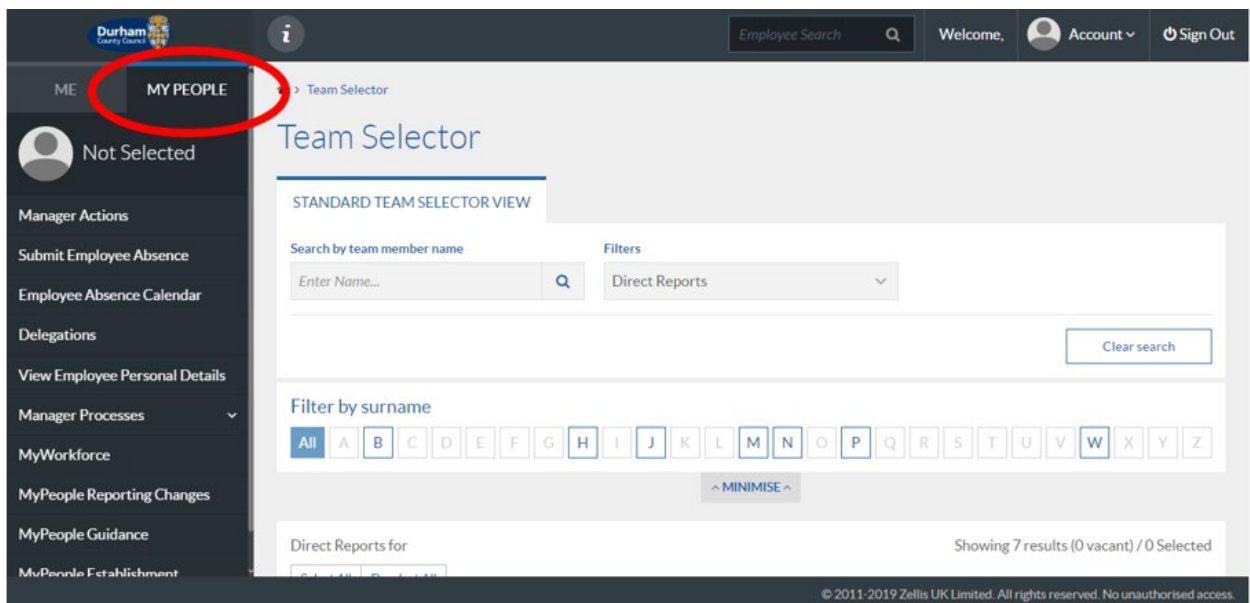 Durham
County Council
i
Employee Search
Welcome,
Account
Sign Out
ME
MY PEOPLE
> Team Selector
Not Selected
Team Selector
STANDARD TEAM SELECTOR VIEW
Manager Actions
Submit Employee Absence
Employee Absence Calendar
Delegations
View Employee Personal Details
Manager Processes
MyWorkforce
MyPeople Reporting Changes
MyPeople Guidance
MyPeople Establishment
Search by team member name
Enter Name...
Filters
Direct Reports
Clear search
Filter by surname
All A B C D E F G H I J K L M N O P Q R S T U V W X Y Z
^ MINIMISE ^
Direct Reports for
Showing 7 results (0 vacant) / 0 Selected
© 2011-2019 Zellis UK Limited. All rights reserved. No unauthorised access.